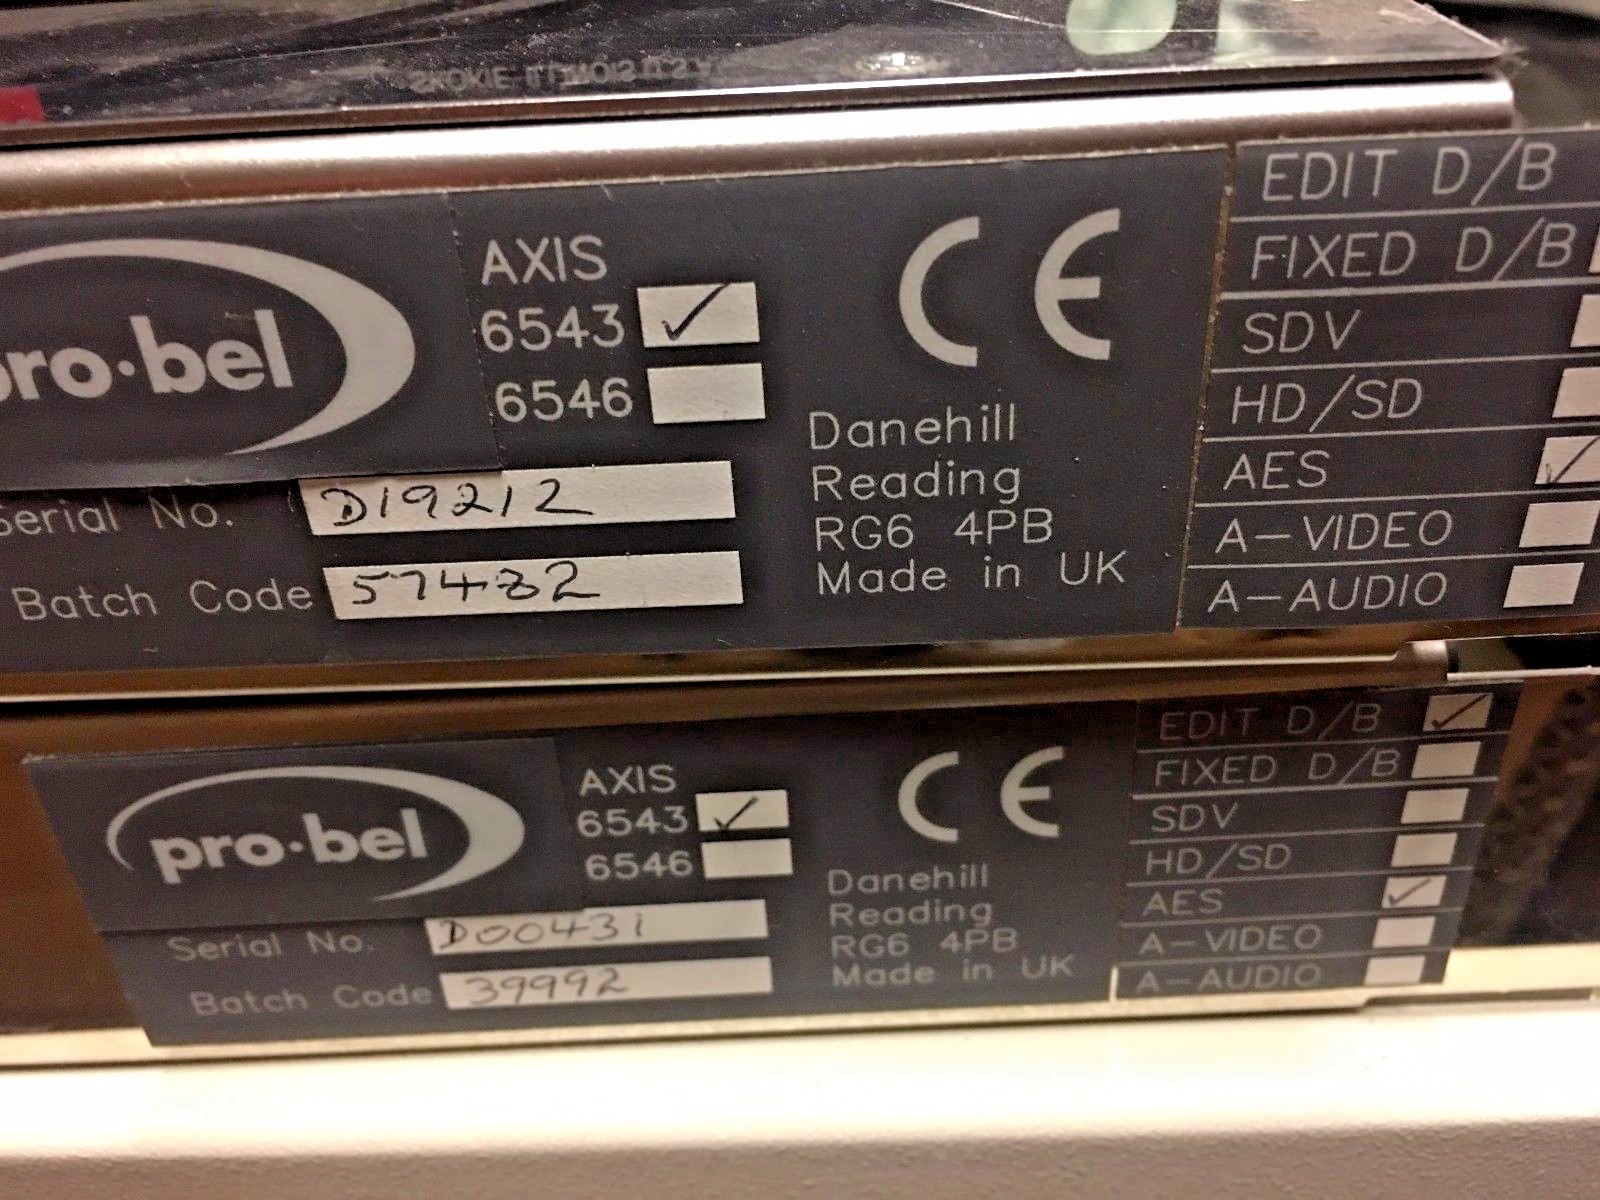 SKOKIE, ILLINOIS U.S.A.
pro·bel
AXIS
6543 ✓
6546
Serial No. D19212
Batch Code
Danehill
Reading
RG6 4PB
Made in UK
CE
EDIT D/B
FIXED D/B
SDV
HD/SD
AES ✓
A-VIDEO
A-AUDIO
pro·bel
AXIS
6543 ✓
6546
Serial No. D00431
Batch Code 39992
CE
Danehill
Reading
RG6 4PB
Made in UK
EDIT D/B ✓
FIXED D/B
SDV
HD/SD
AES ✓
A-VIDEO
A-AUDIO